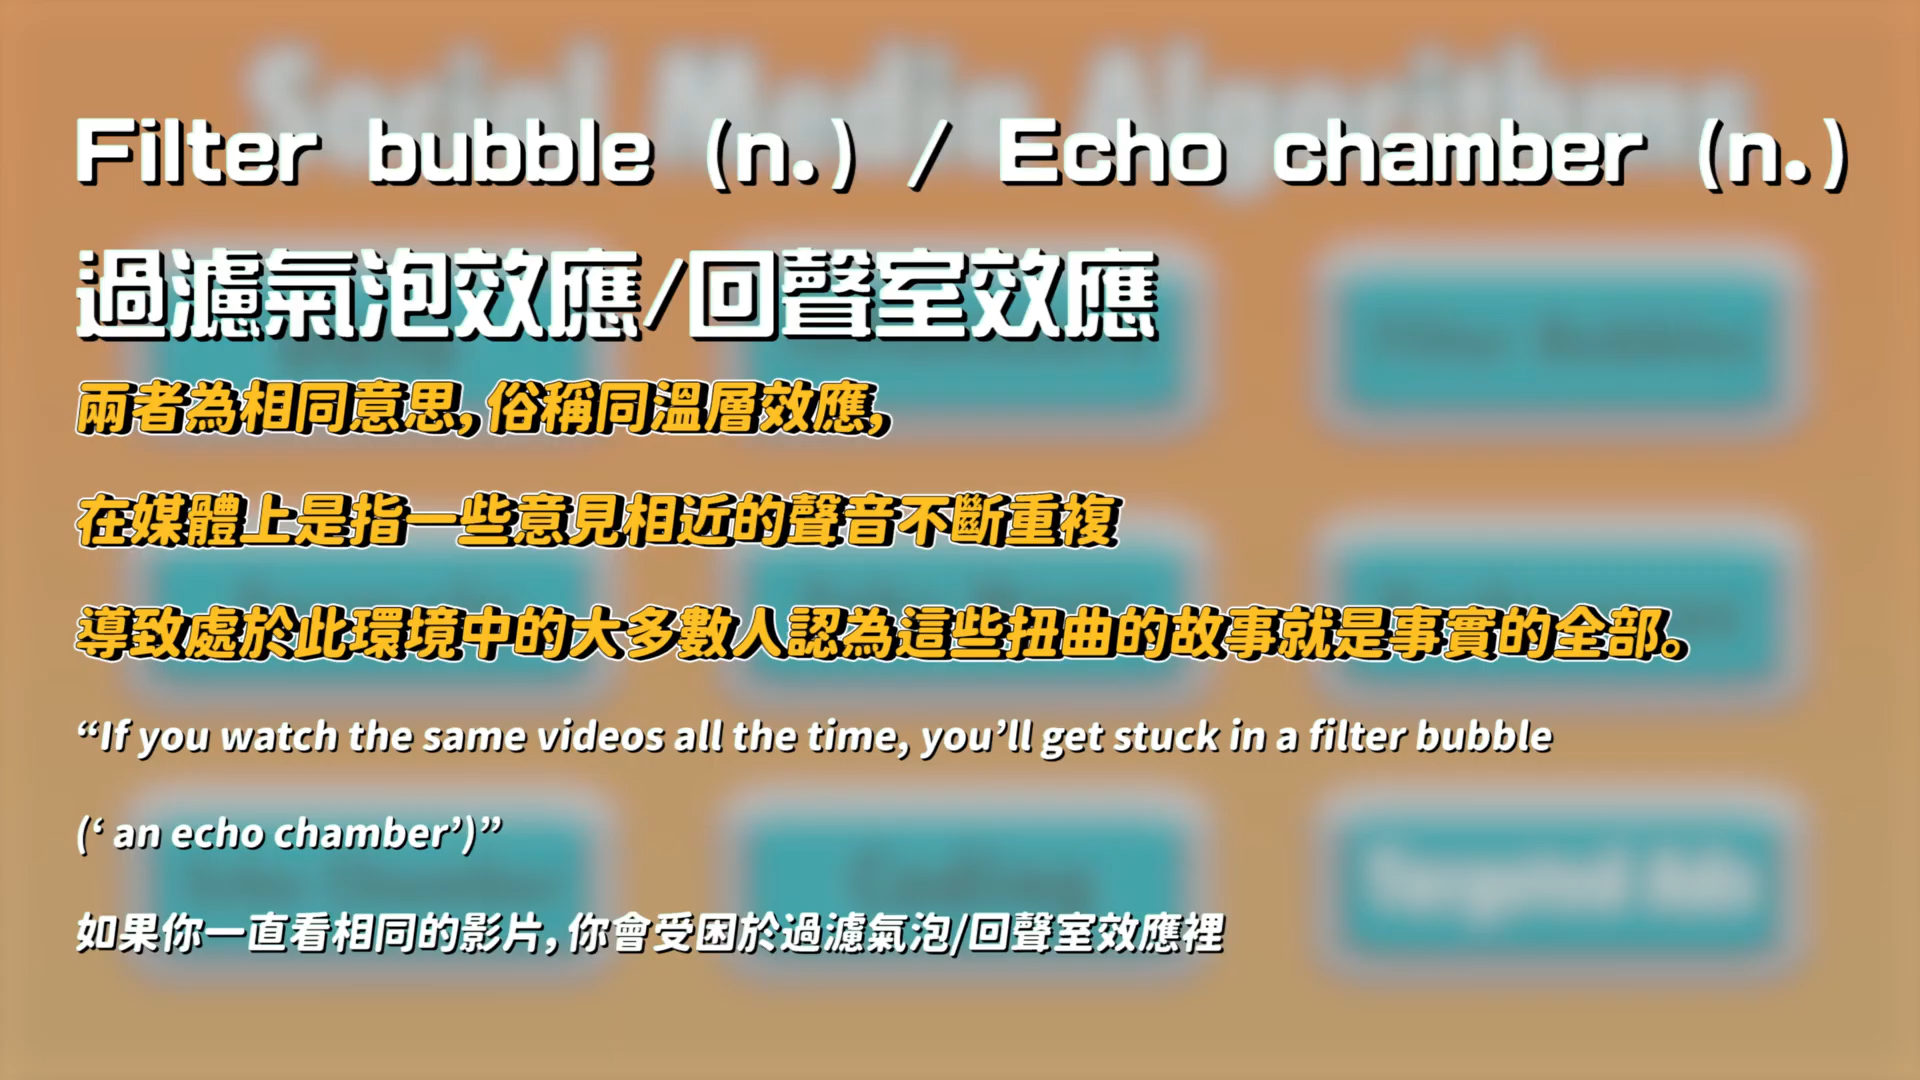 Social Media Algorithms
Filter bubble (n.) / Echo chamber (n.)
過濾氣泡效應/回聲室效應
兩者為相同意思,俗稱同溫層效應,
在媒體上是指一些意見相近的聲音不斷重複
導致處於此環境中的大多數人認為這些扭曲的故事就是事實的全部。
“If you watch the same videos all the time, you’ll get stuck in a filter bubble
(‘ an echo chamber’)”
如果你一直看相同的影片,你會受困於過濾氣泡/回聲室效應裡
Targeted Ads